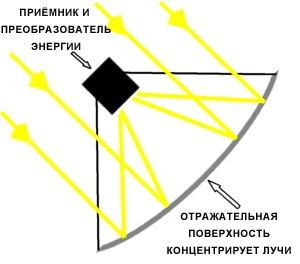 ПРИЁМНИК И
ПРЕОБРАЗОВАТЕЛЬ
ЭНЕРГИИ
ОТРАЖАТЕЛЬНАЯ
ПОВЕРХНОСТЬ
КОНЦЕНТРИРУЕТ ЛУЧИ